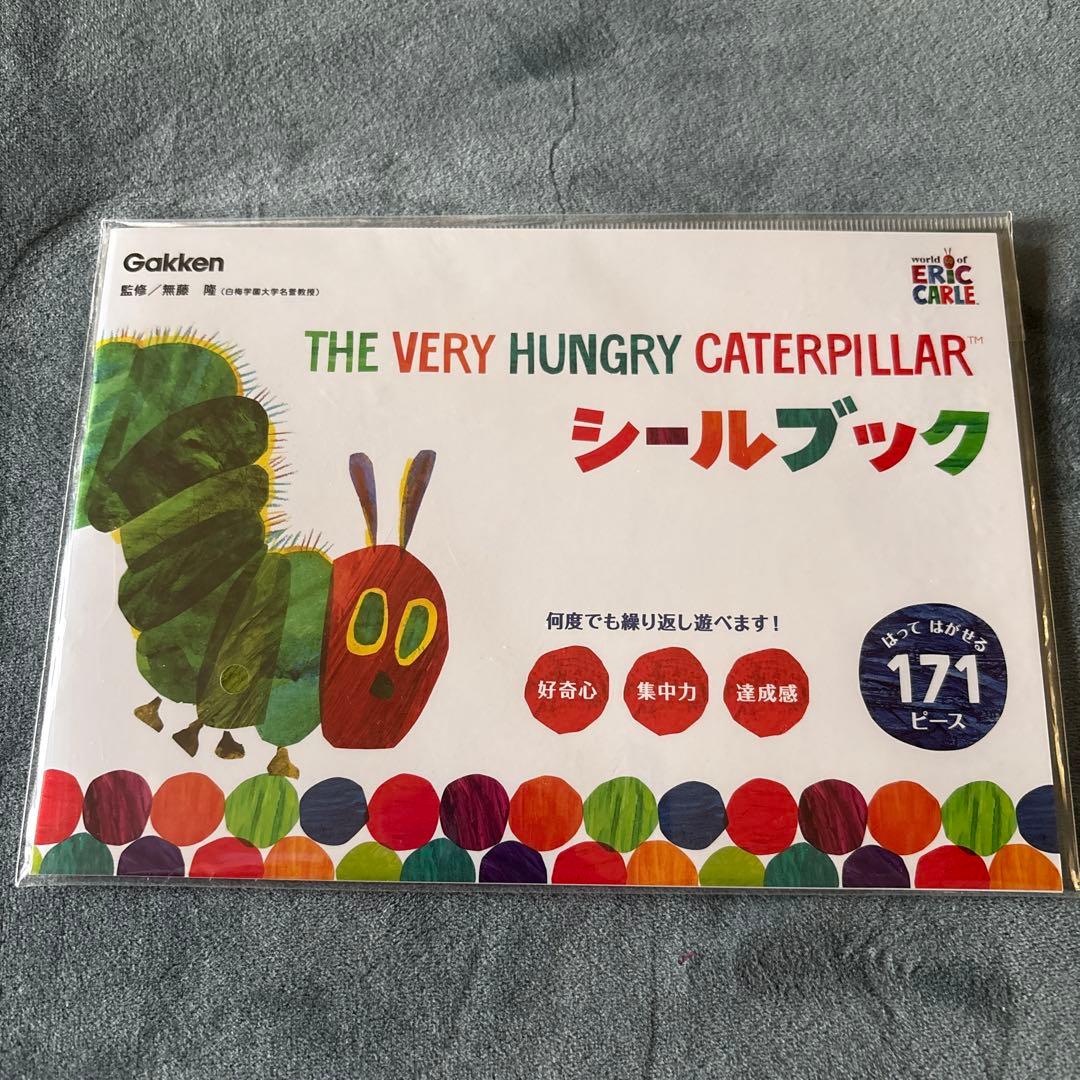 Gakken
監修／無藤 隆（白梅学園大学名誉教授）
world of
ERIC
CARLE™
THE VERY HUNGRY CATERPILLAR™
シールブック
何度でも繰り返し遊べます！
好奇心
集中力
達成感
はって はがせる
171
ピース